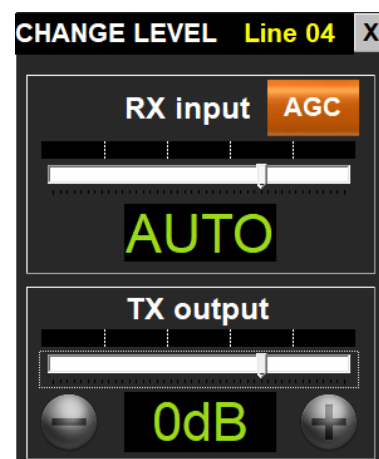 CHANGE LEVEL Line 04 X
RX input AGC
AUTO
TX output
− 0dB +